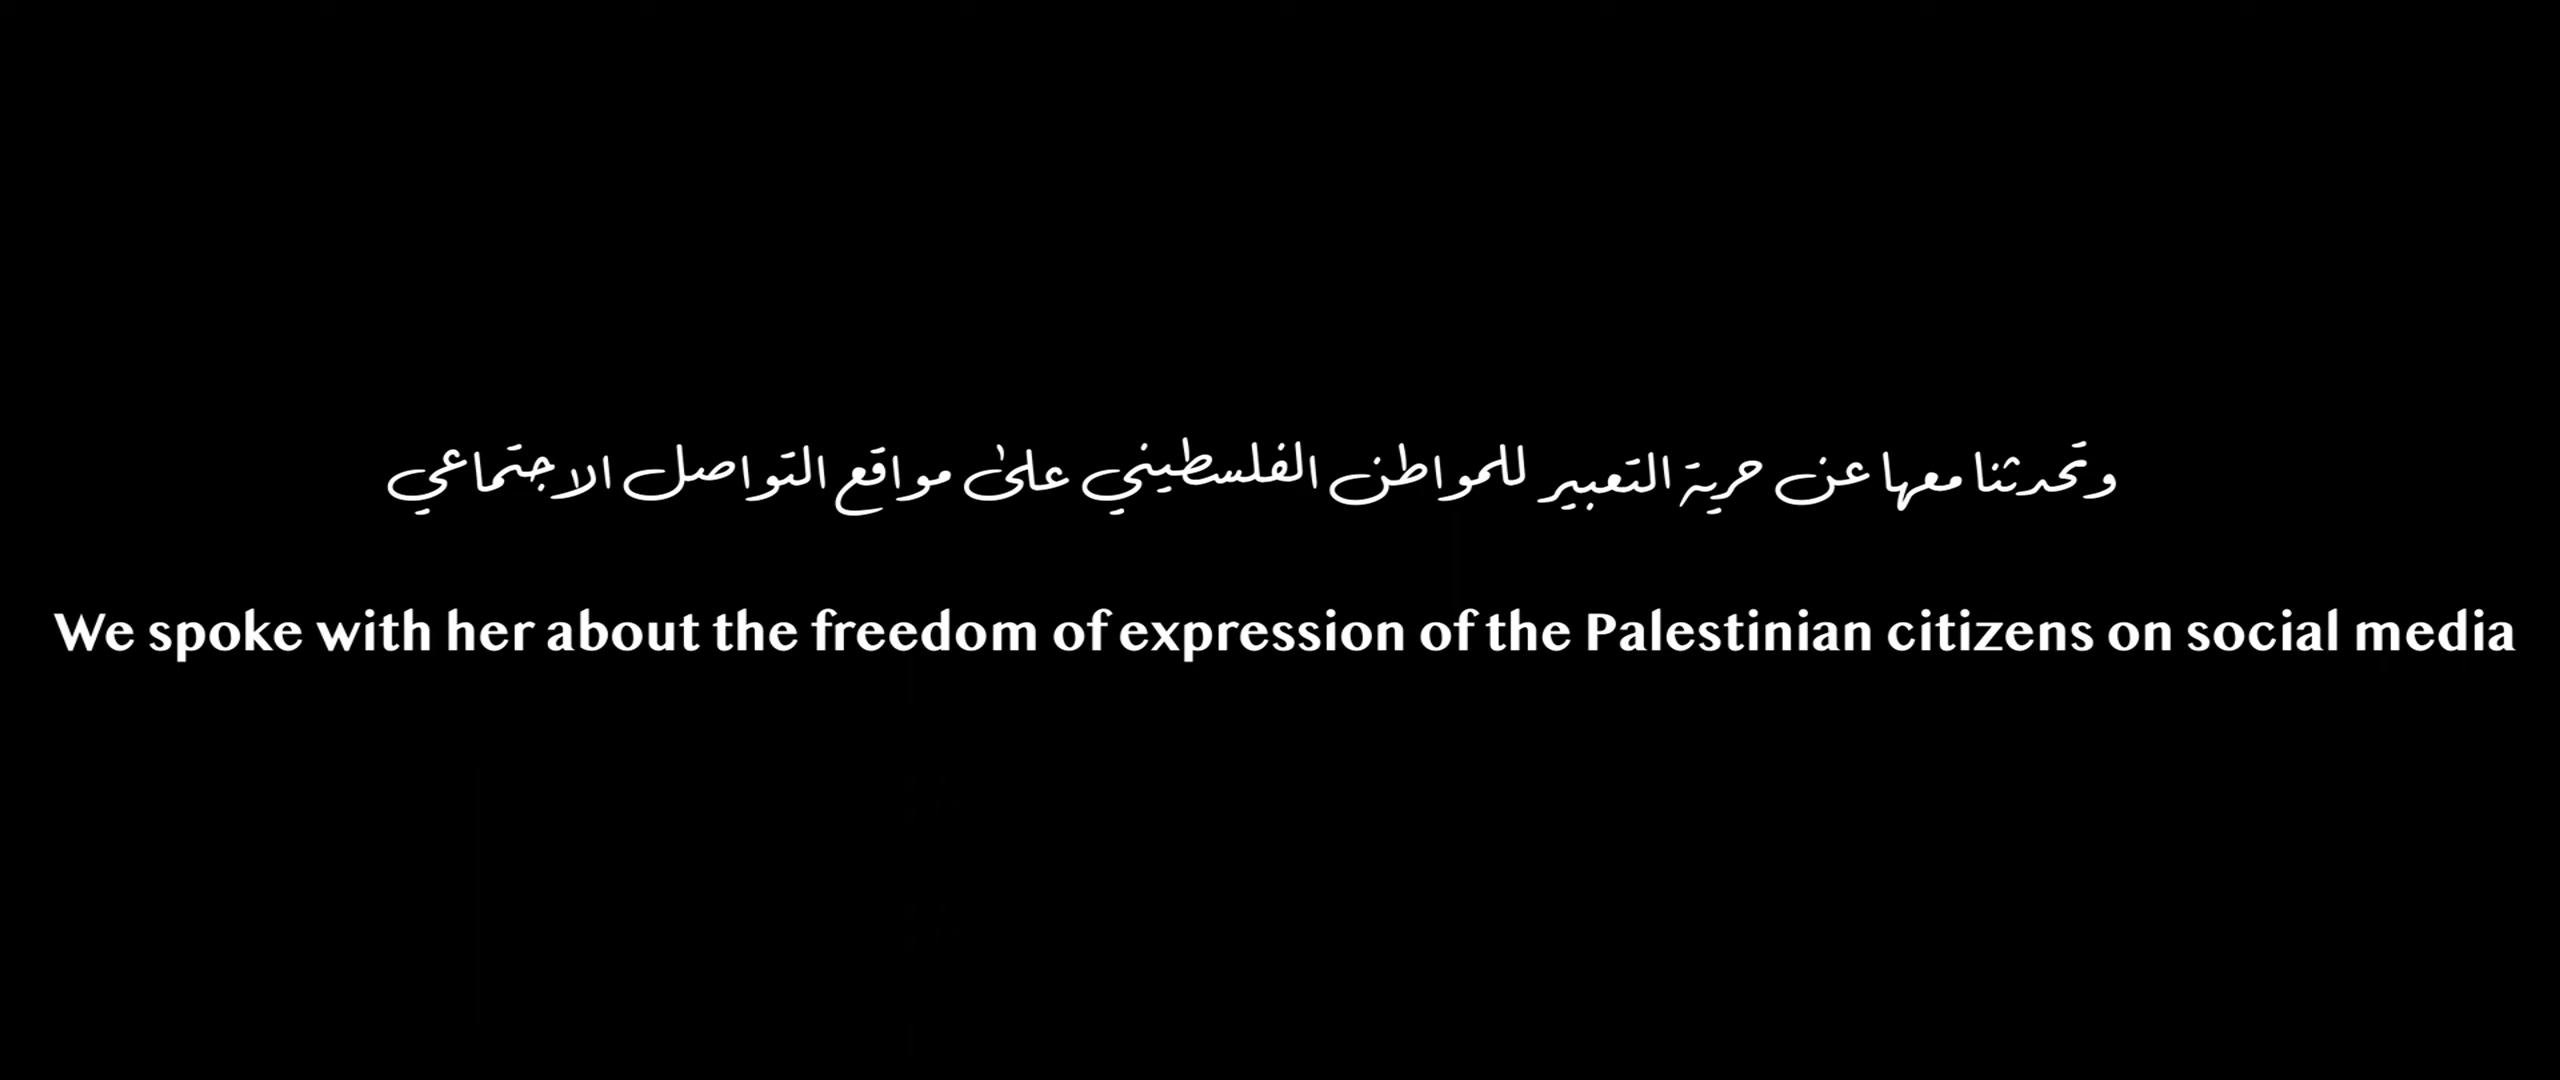 وتحدثنا معها عن حرية التعبير للمواطن الفلسطيني على مواقع التواصل الاجتماعي
We spoke with her about the freedom of expression of the Palestinian citizens on social media